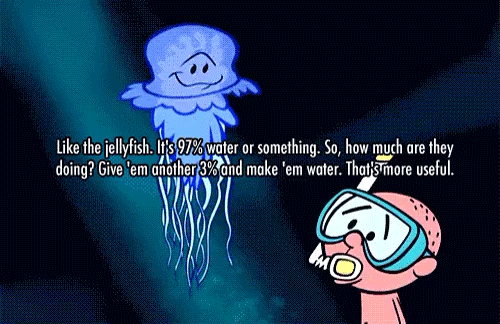 Like the jellyfish. It's 97% water or something. So, how much are they
doing? Give 'em another 3% and make 'em water. That's more useful.